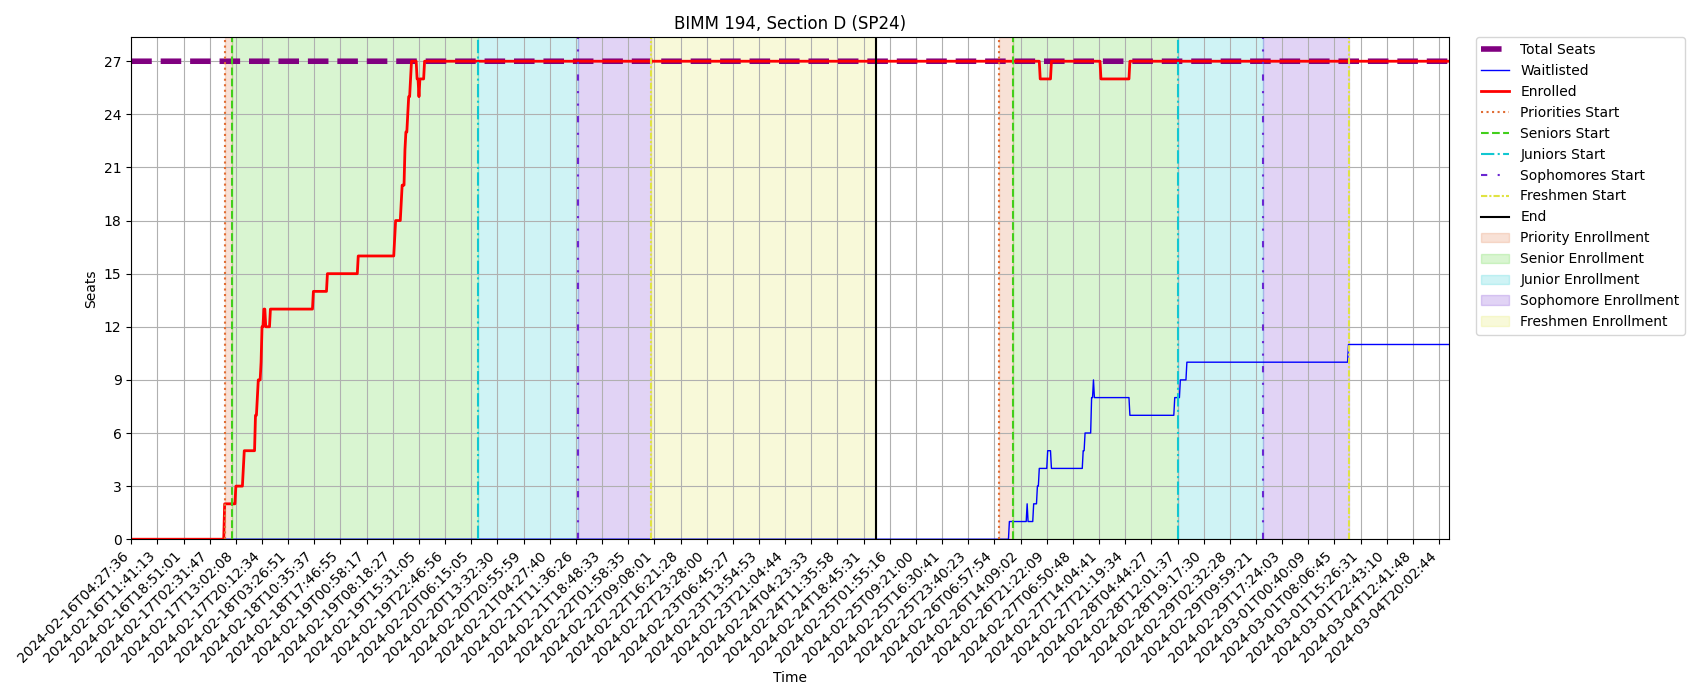 BIMM 194, Section D (SP24)
Seats
27
24
21
18
15
12
9
6
3
0
2024-02-16T04:27:36
2024-02-16T11:41:13
2024-02-16T18:51:01
2024-02-17T02:31:47
2024-02-17T13:02:08
2024-02-17T20:12:34
2024-02-18T03:26:51
2024-02-18T10:35:37
2024-02-18T17:46:55
2024-02-19T00:58:17
2024-02-19T08:18:27
2024-02-19T15:31:05
2024-02-19T22:46:56
2024-02-20T06:15:05
2024-02-20T13:32:30
2024-02-20T20:55:59
2024-02-21T04:27:40
2024-02-21T11:36:26
2024-02-21T18:48:33
2024-02-22T01:58:35
2024-02-22T09:08:01
2024-02-22T16:21:28
2024-02-22T23:28:00
2024-02-23T06:45:27
2024-02-23T13:54:53
2024-02-23T21:04:44
2024-02-24T04:23:33
2024-02-24T11:35:58
2024-02-24T18:45:31
2024-02-25T01:55:16
2024-02-25T09:21:00
2024-02-25T16:30:41
2024-02-25T23:40:23
2024-02-26T06:57:54
2024-02-26T14:09:02
2024-02-26T21:22:09
2024-02-27T06:50:48
2024-02-27T14:04:41
2024-02-27T21:19:34
2024-02-28T04:44:27
2024-02-28T12:01:37
2024-02-28T19:17:30
2024-02-29T02:32:28
2024-02-29T09:59:21
2024-02-29T17:24:03
2024-03-01T00:40:09
2024-03-01T08:06:45
2024-03-01T15:26:31
2024-03-01T22:43:10
2024-03-04T12:41:48
2024-03-04T20:02:44
Time
Total Seats
Waitlisted
Enrolled
Priorities Start
Seniors Start
Juniors Start
Sophomores Start
Freshmen Start
End
Priority Enrollment
Senior Enrollment
Junior Enrollment
Sophomore Enrollment
Freshmen Enrollment